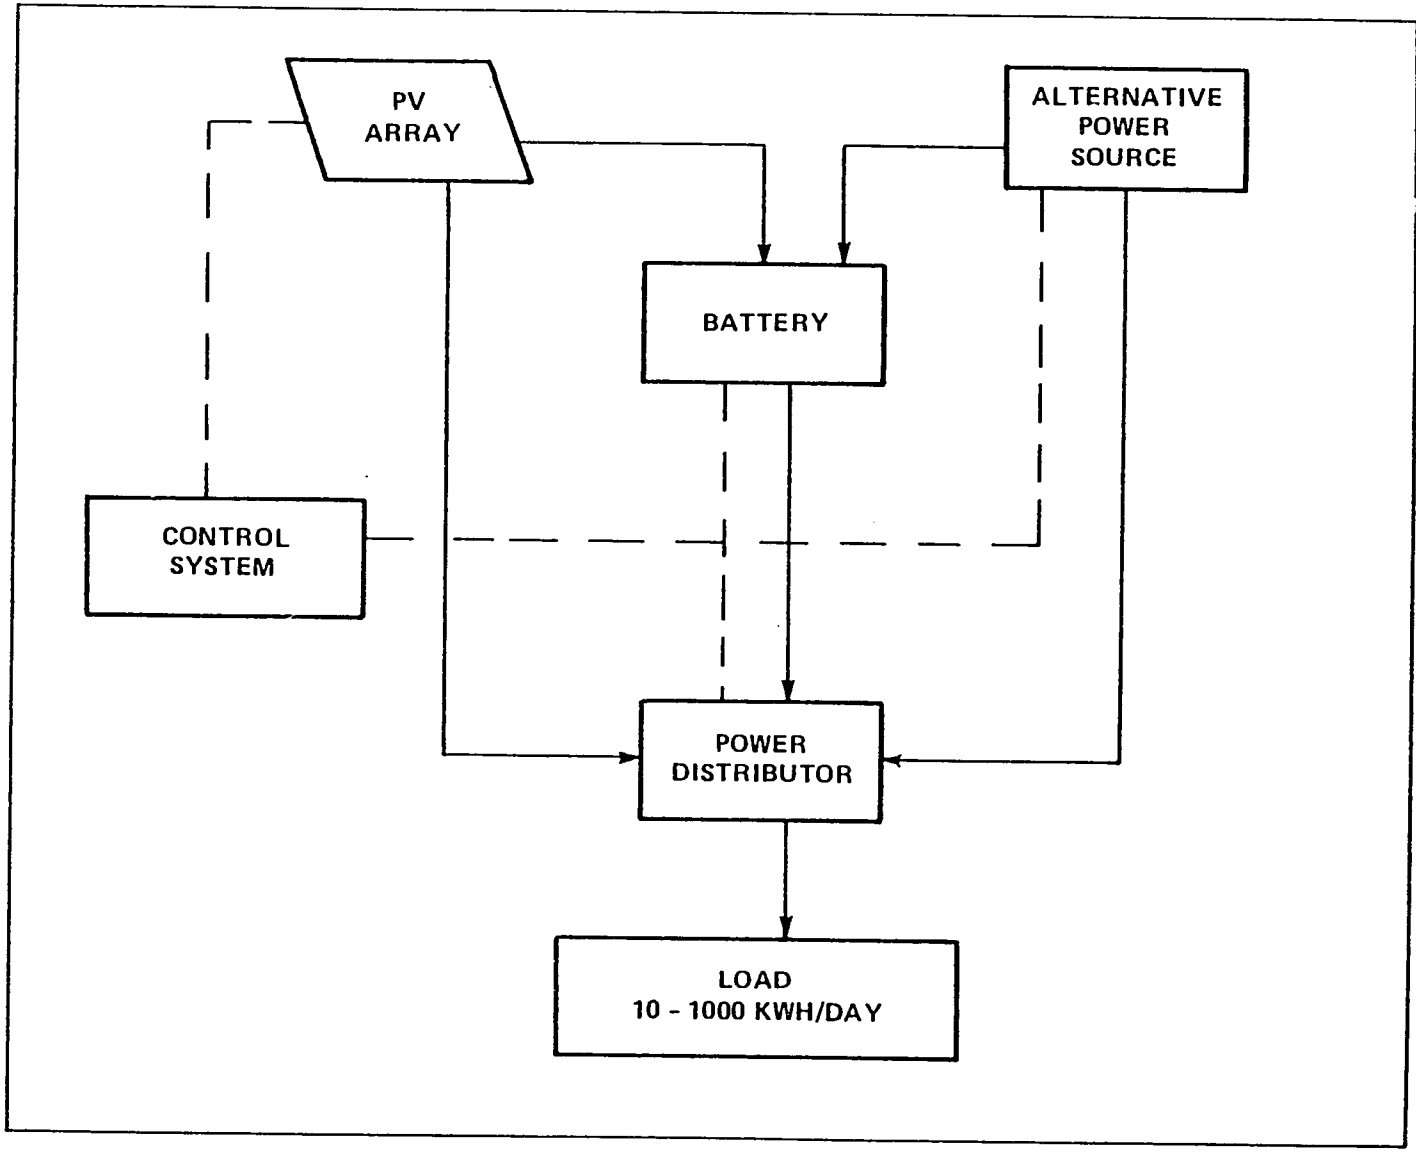 PV
ARRAY
ALTERNATIVE
POWER
SOURCE
BATTERY
CONTROL
SYSTEM
POWER
DISTRIBUTOR
LOAD
10 - 1000 KWH/DAY